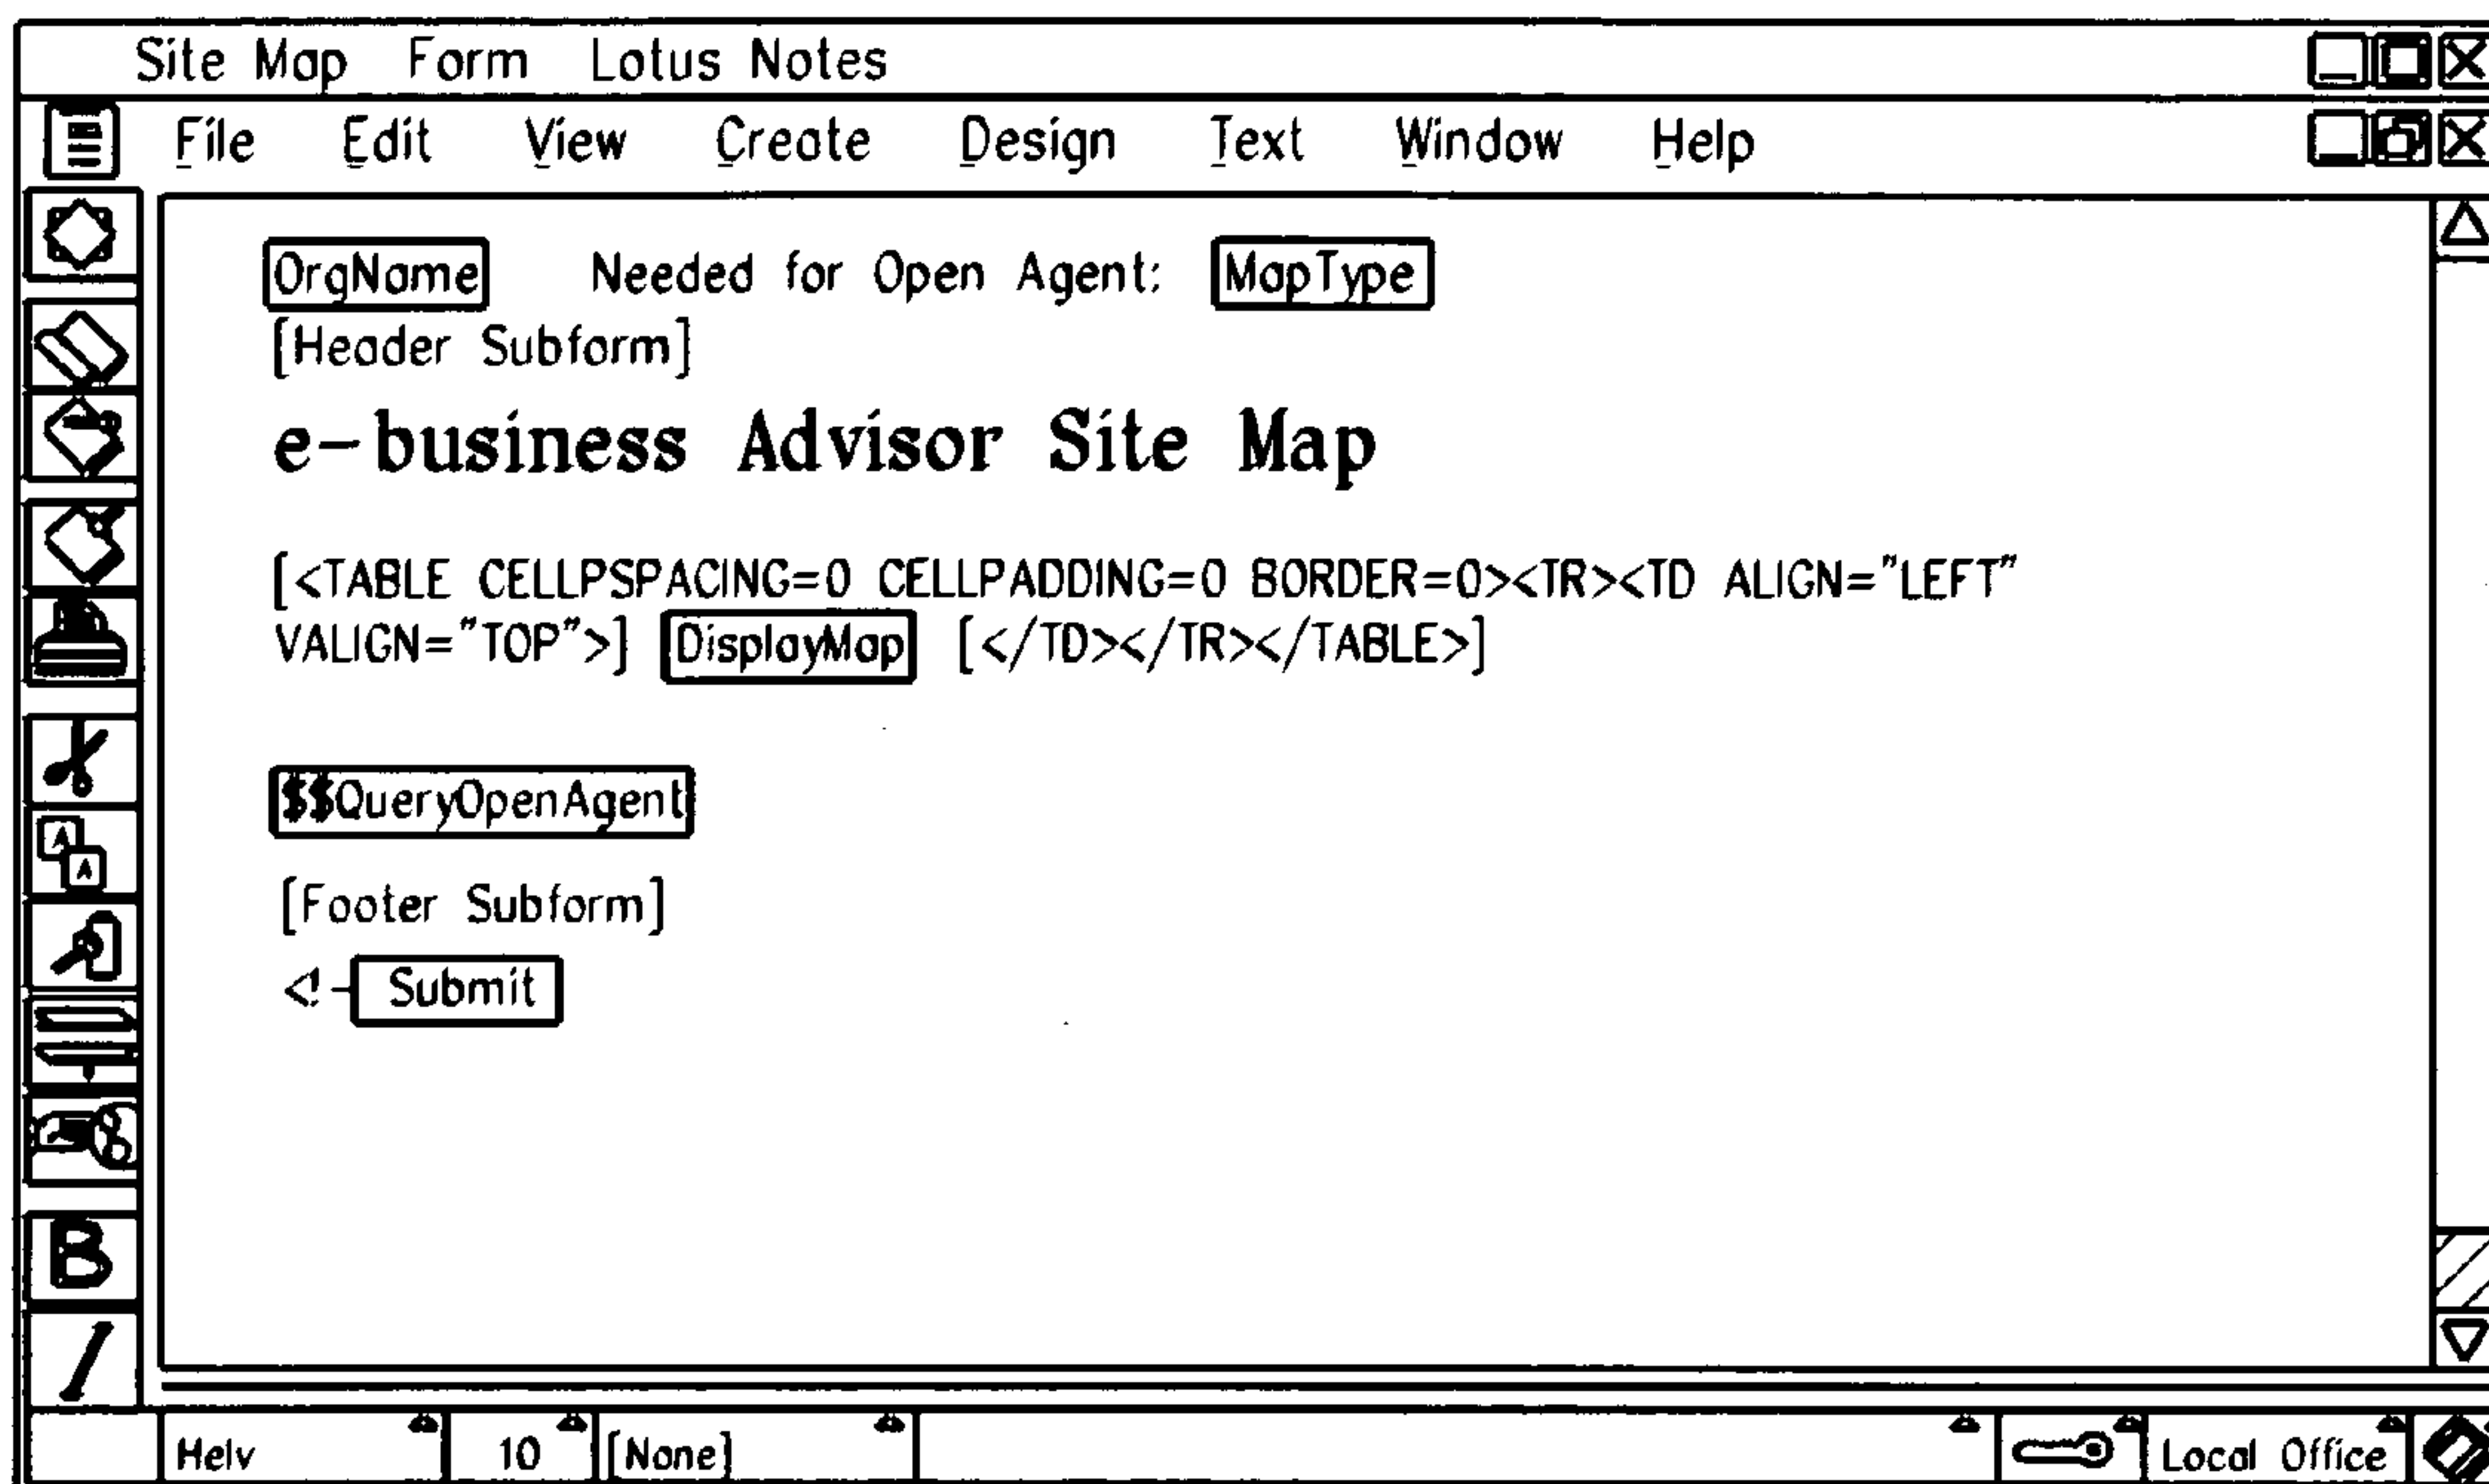 Site Map Form Lotus Notes
File Edit View Create Design Text Window Help
OrgName Needed for Open Agent: MapType
[Header Subform]
e-business Advisor Site Map
[<TABLE CELLPSPACING=0 CELLPADDING=0 BORDER=0><TR><TD ALIGN="LEFT"
VALIGN="TOP">] DisplayMap [</TD></TR></TABLE>]
$$QueryOpenAgent
[Footer Subform]
<!- Submit
A
A
B
I
Helv 10 [None] Local Office